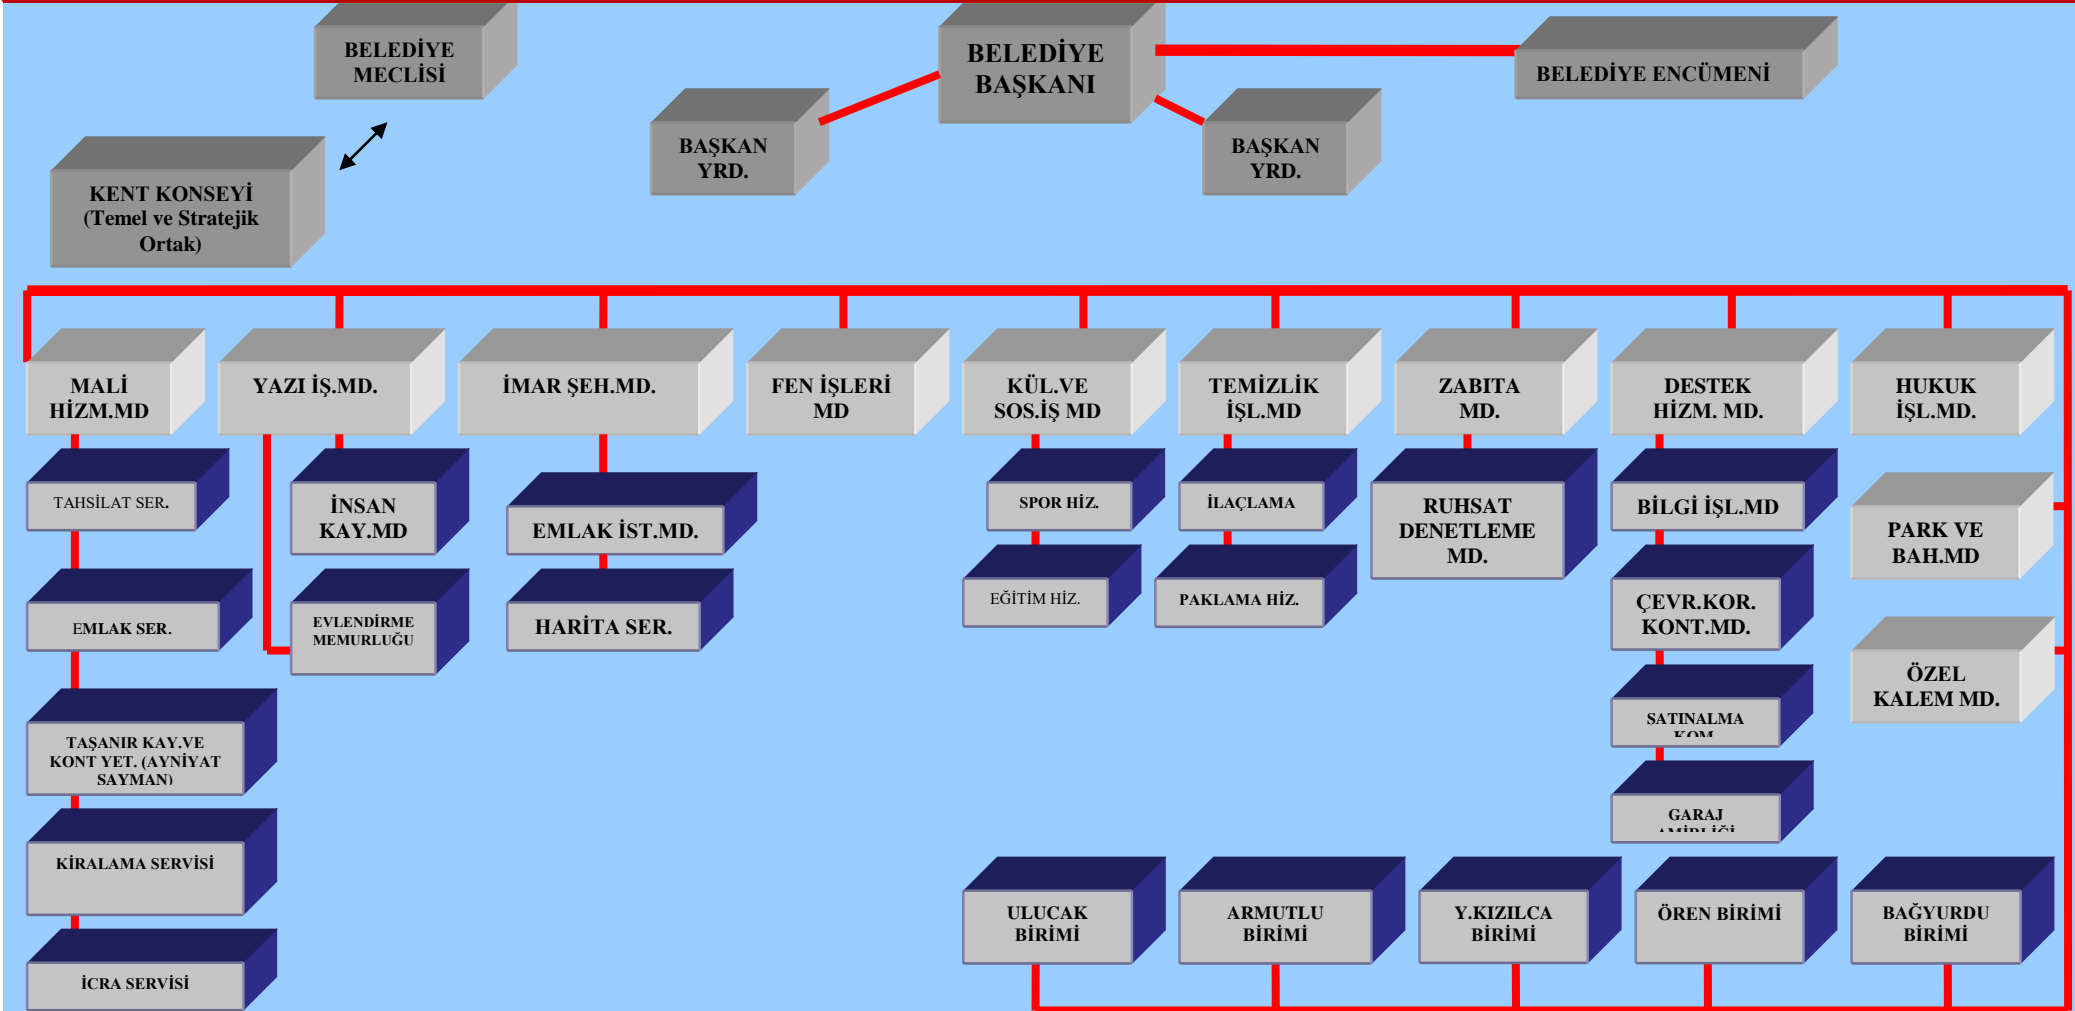 BELEDİYE
MECLİSİ
BELEDİYE
BAŞKANI
BELEDİYE ENCÜMENİ
BAŞKAN
YRD.
BAŞKAN
YRD.
KENT KONSEYİ
(Temel ve Stratejik
Ortak)
MALİ
HİZM.MD
YAZI İŞ.MD.
İMAR ŞEH.MD.
FEN İŞLERİ
MD
KÜL.VE
SOS.İŞ MD
TEMİZLİK
İŞL.MD
ZABITA
MD.
DESTEK
HİZM. MD.
HUKUK
İŞL.MD.
TAHSİLAT SER.
İNSAN
KAY.MD
EMLAK İST.MD.
SPOR HİZ.
İLAÇLAMA
RUHSAT
DENETLEME
MD.
BİLGİ İŞL.MD
PARK VE
BAH.MD
EMLAK SER.
EVLENDİRME
MEMURLUĞU
HARİTA SER.
EĞİTİM HİZ.
PAKLAMA HİZ.
ÇEVR.KOR.
KONT.MD.
ÖZEL
KALEM MD.
TAŞANIR KAY.VE
KONT YET. (AYNİYAT
SAYMAN)
SATINALMA
KOM
GARAJ
AMİRLİĞİ
KİRALAMA SERVİSİ
ULUCAK
BİRİMİ
ARMUTLU
BİRİMİ
Y.KIZILCA
BİRİMİ
ÖREN BİRİMİ
BAĞYURDU
BİRİMİ
İCRA SERVİSİ